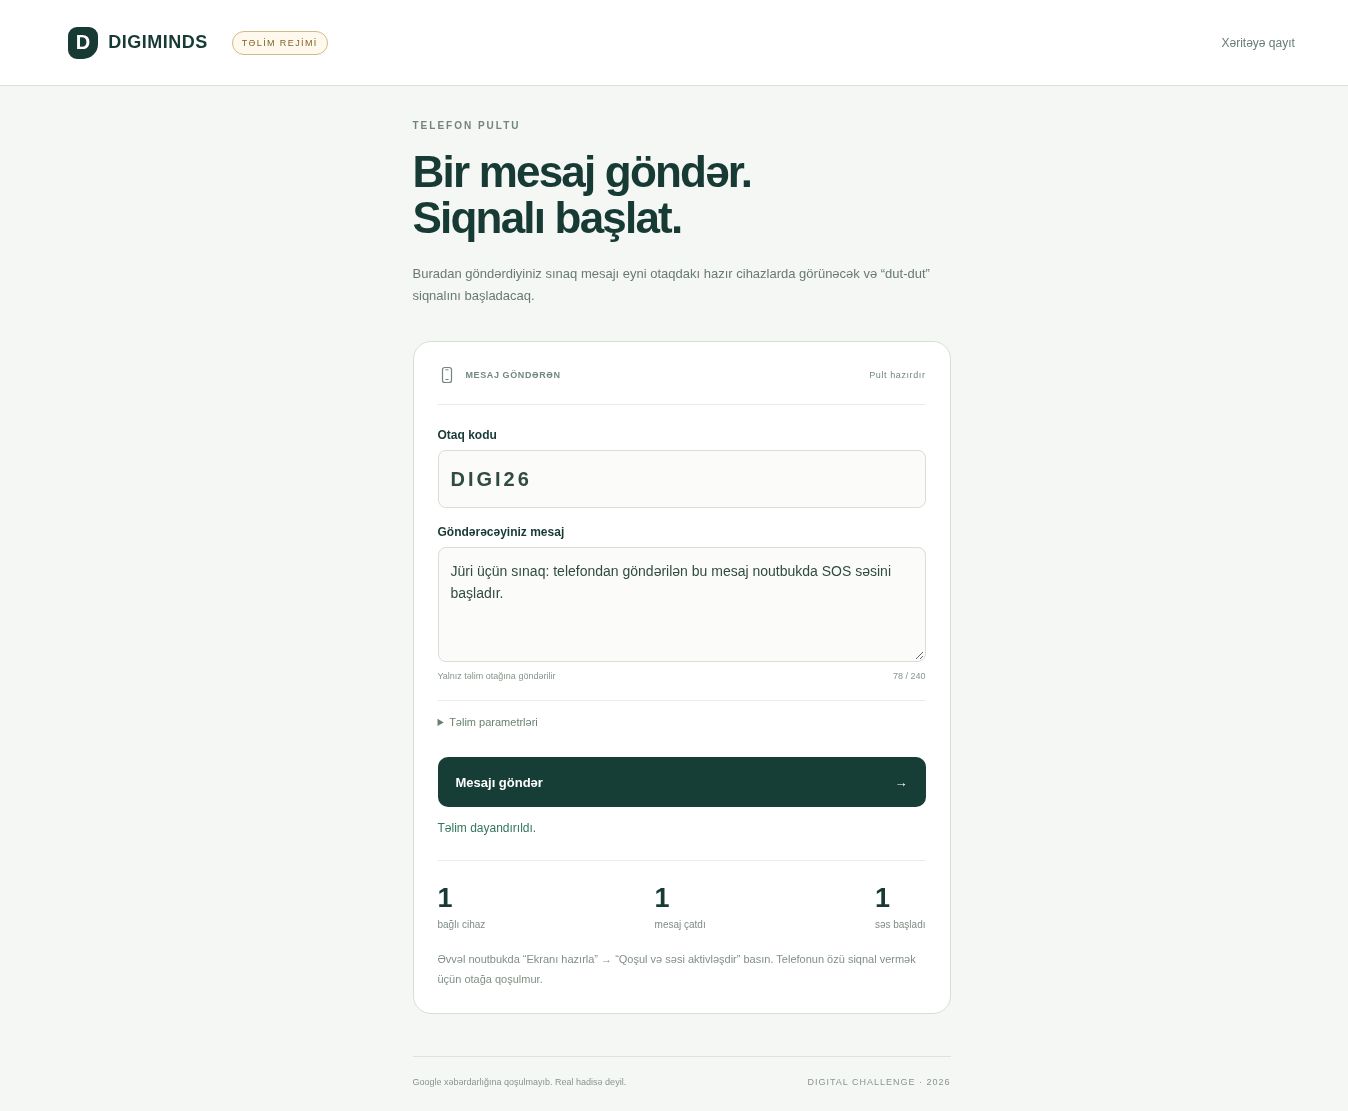 D DIGIMINDS
TƏLİM REJİMİ
Xəritəyə qayıt
TELEFON PULTU
Bir mesaj göndər.
Siqnalı başlat.
Buradan göndərdiyiniz sınaq mesajı eyni otaqdakı hazır cihazlarda görünəcək və “dut-dut”
siqnalını başladacaq.
MESAJ GÖNDƏRƏN
Pult hazırdır
Otaq kodu
DIGI26
Göndərəcəyiniz mesaj
Jüri üçün sınaq: telefondan göndərilən bu mesaj noutbukda SOS səsini
başladır.
Yalnız təlim otağına göndərilir
78 / 240
▶ Təlim parametrləri
Mesajı göndər →
Təlim dayandırıldı.
1
bağlı cihaz
1
mesaj çatdı
1
səs başladı
Əvvəl noutbukda “Ekranı hazırla” → “Qoşul və səsi aktivləşdir” basın. Telefonun özü siqnal vermək
üçün otağa qoşulmur.
Google xəbərdarlığına qoşulmayıb. Real hadisə deyil.
DIGITAL CHALLENGE · 2026